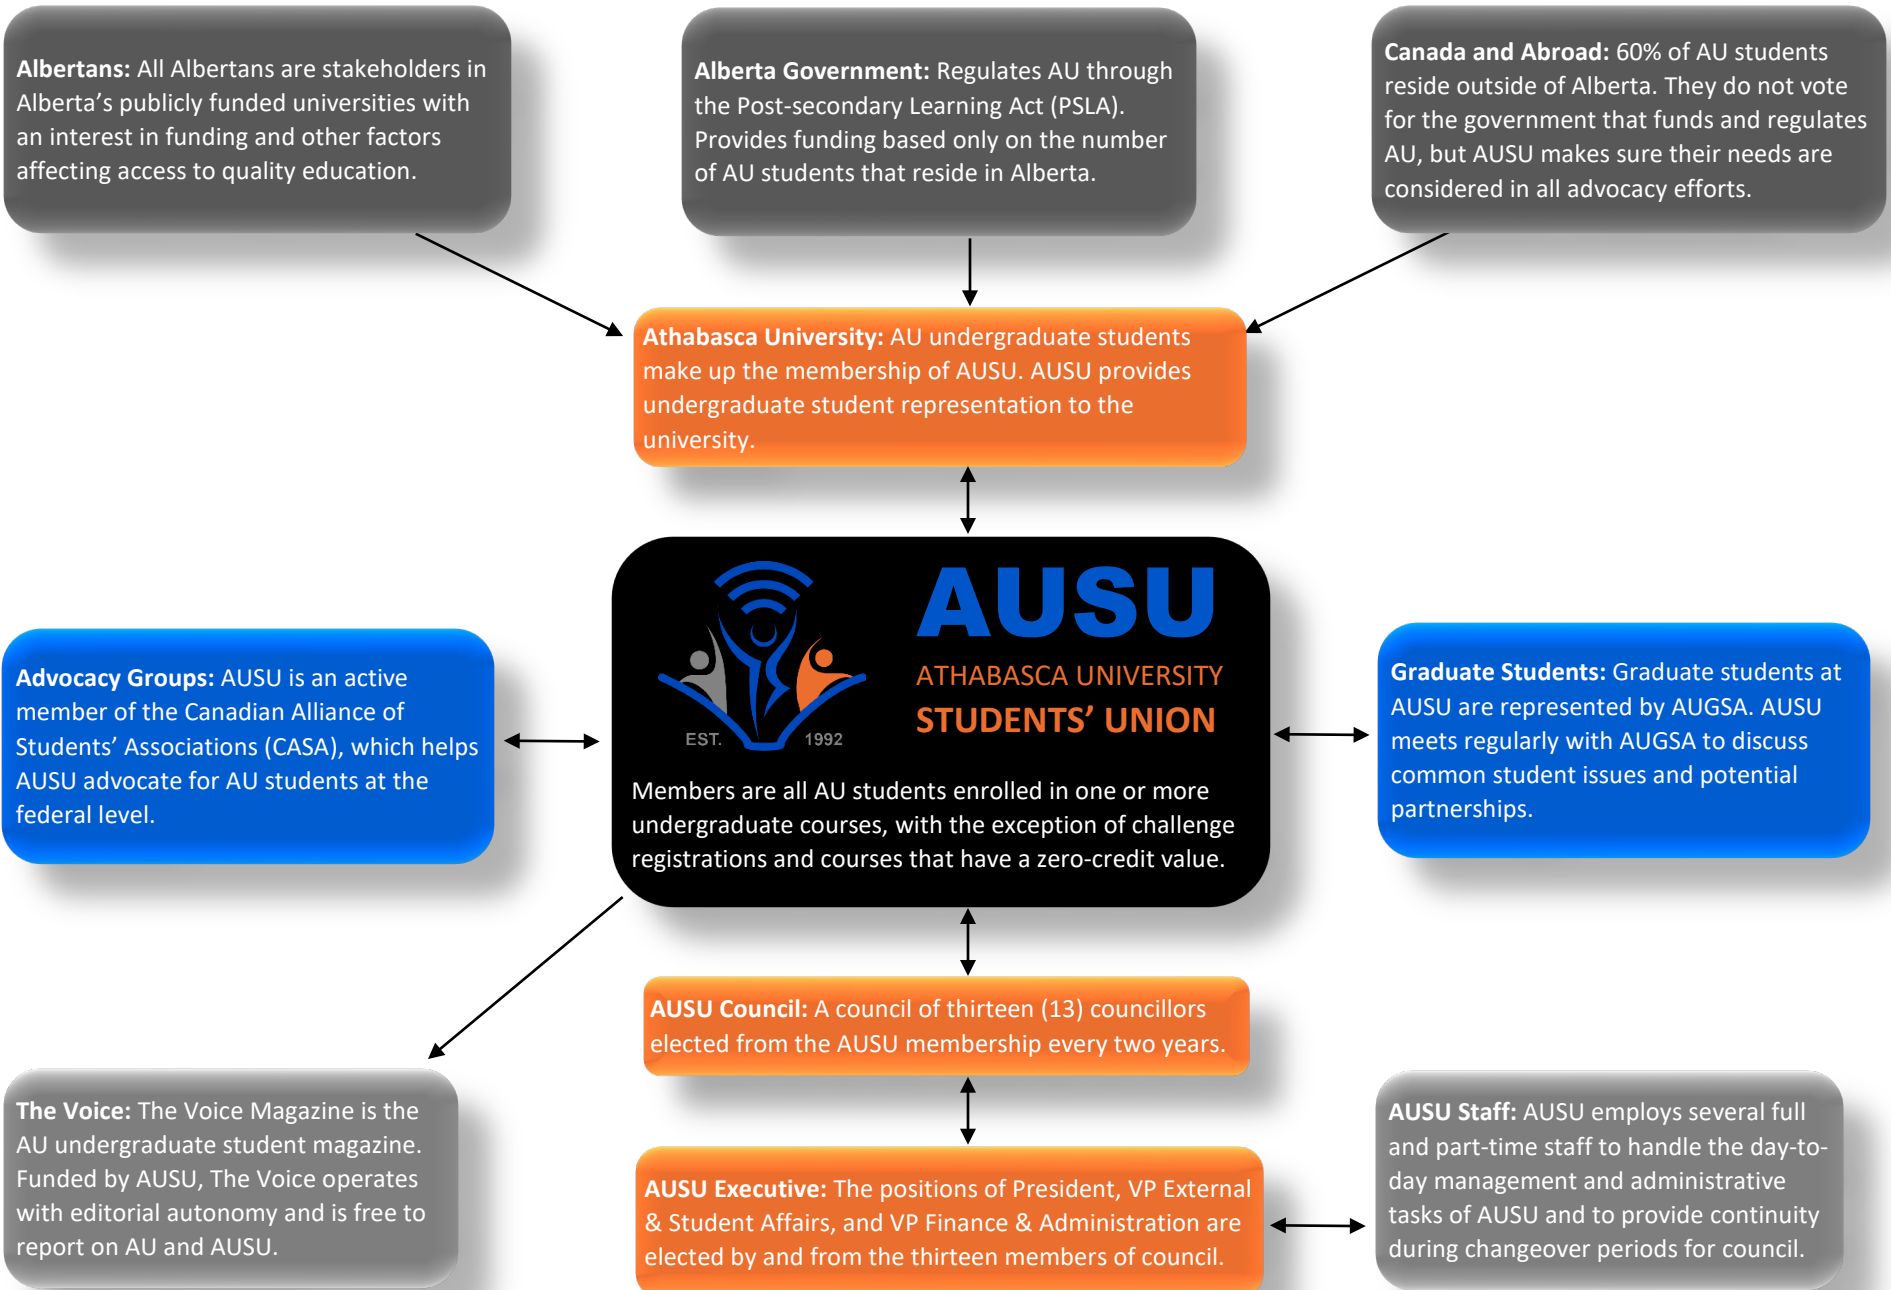 Albertans: All Albertans are stakeholders in
Alberta’s publicly funded universities with
an interest in funding and other factors
affecting access to quality education.
Alberta Government: Regulates AU through
the Post-secondary Learning Act (PSLA).
Provides funding based only on the number
of AU students that reside in Alberta.
Canada and Abroad: 60% of AU students
reside outside of Alberta. They do not vote
for the government that funds and regulates
AU, but AUSU makes sure their needs are
considered in all advocacy efforts.
Athabasca University: AU undergraduate students
make up the membership of AUSU. AUSU provides
undergraduate student representation to the
university.
AUSU
ATHABASCA UNIVERSITY
STUDENTS’ UNION
EST. 1992
Members are all AU students enrolled in one or more
undergraduate courses, with the exception of challenge
registrations and courses that have a zero-credit value.
Advocacy Groups: AUSU is an active
member of the Canadian Alliance of
Students’ Associations (CASA), which helps
AUSU advocate for AU students at the
federal level.
Graduate Students: Graduate students at
AUSU are represented by AUGSA. AUSU
meets regularly with AUGSA to discuss
common student issues and potential
partnerships.
AUSU Council: A council of thirteen (13) councillors
elected from the AUSU membership every two years.
The Voice: The Voice Magazine is the
AU undergraduate student magazine.
Funded by AUSU, The Voice operates
with editorial autonomy and is free to
report on AU and AUSU.
AUSU Executive: The positions of President, VP External
& Student Affairs, and VP Finance & Administration are
elected by and from the thirteen members of council.
AUSU Staff: AUSU employs several full
and part-time staff to handle the day-to-
day management and administrative
tasks of AUSU and to provide continuity
during changeover periods for council.